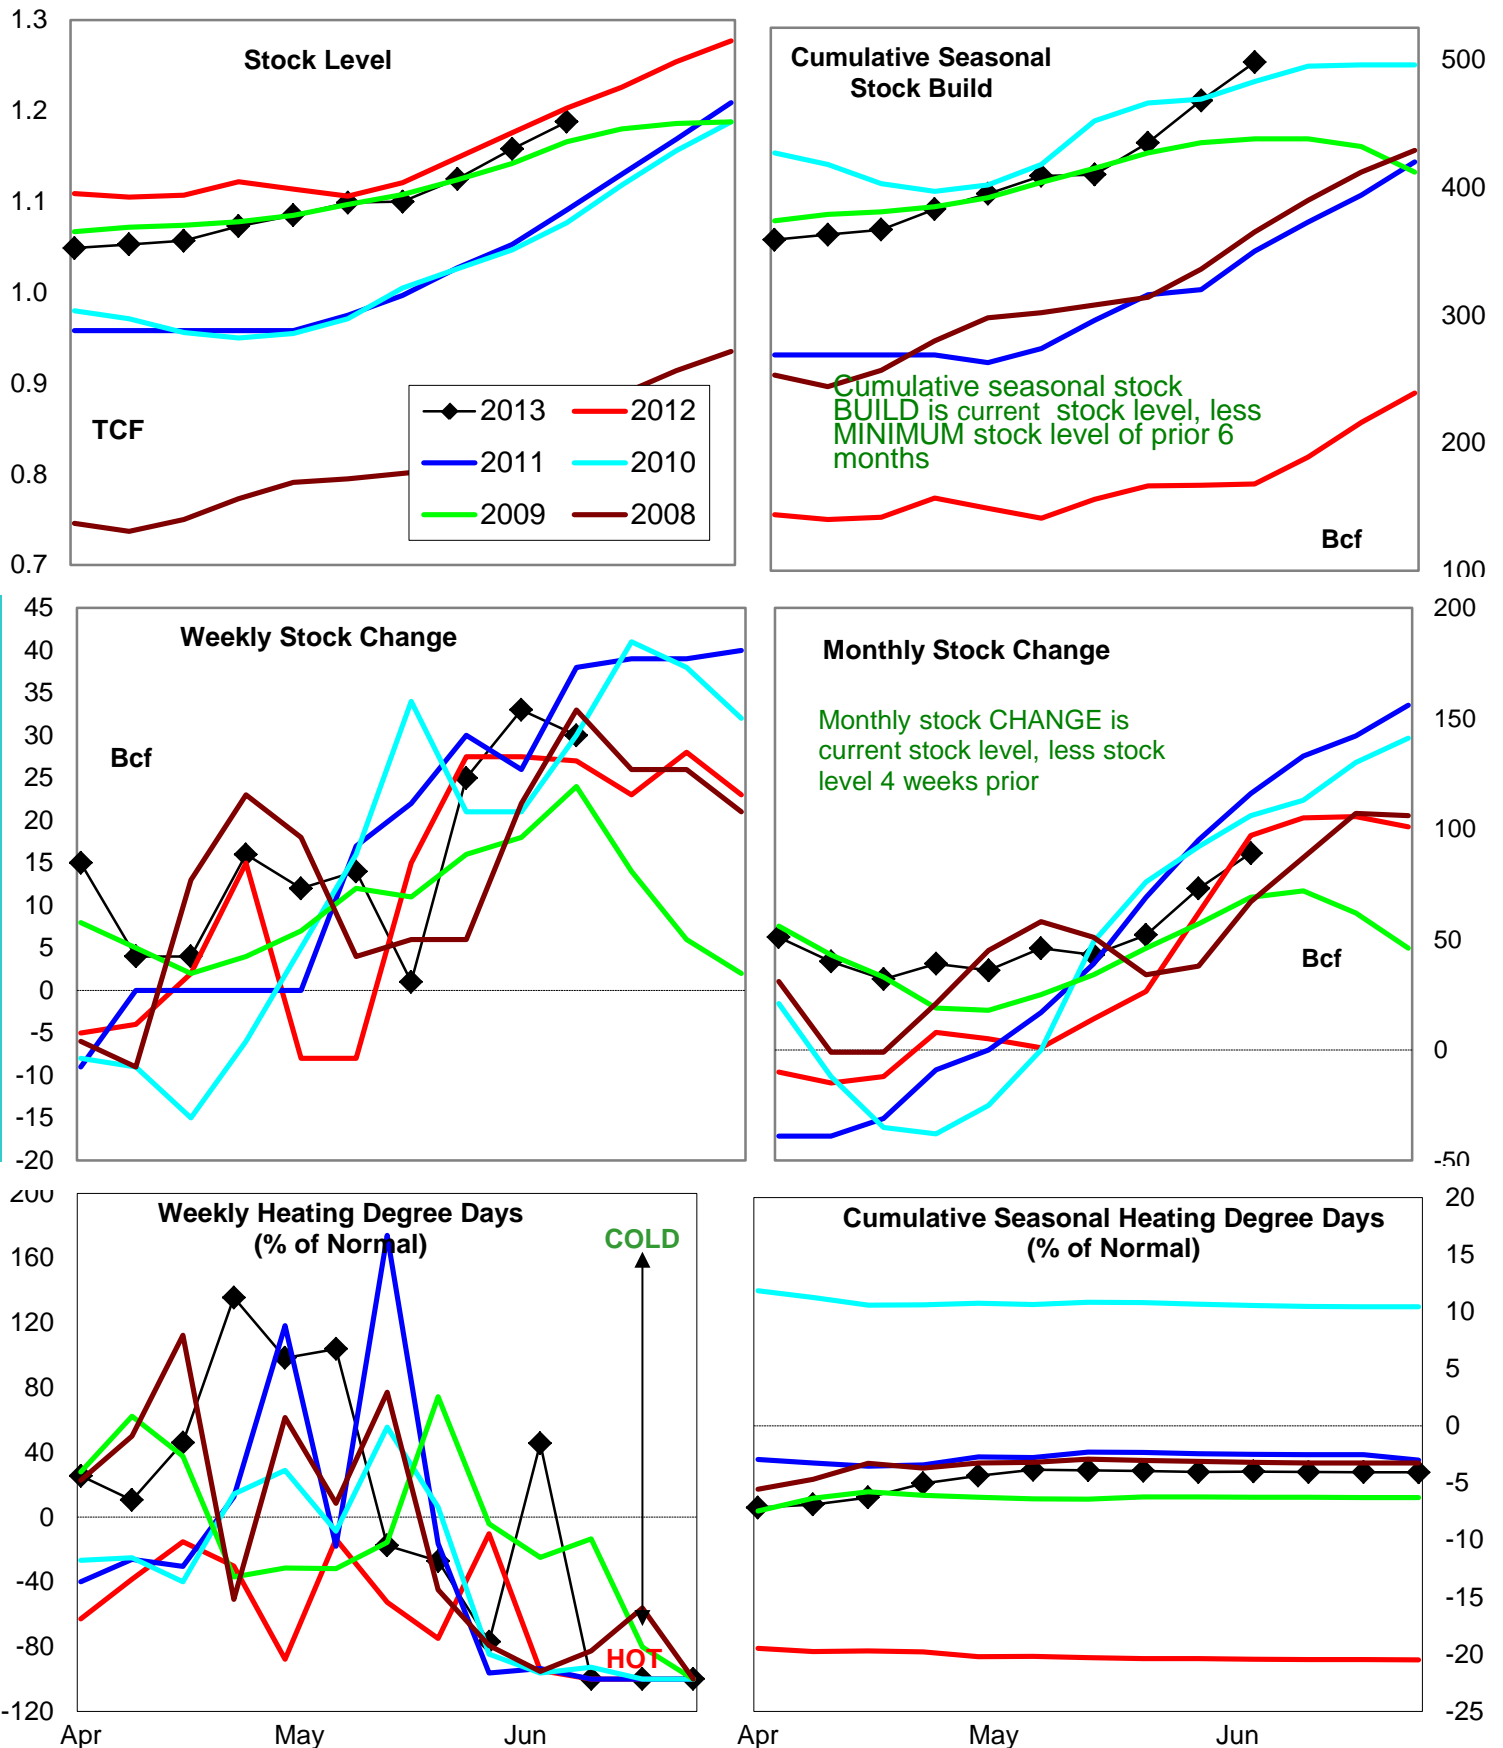 1.3
1.2
1.1
1.0
0.9
0.8
0.7
Stock Level
TCF
2013
2012
2011
2010
2009
2008
Cumulative Seasonal
Stock Build
Cumulative seasonal stock
BUILD is current stock level, less
MINIMUM stock level of prior 6
months
Bcf
500
400
300
200
100
45
40
35
30
25
20
15
10
5
0
-5
-10
-15
-20
Weekly Stock Change
Bcf
Monthly Stock Change
Monthly stock CHANGE is
current stock level, less stock
level 4 weeks prior
Bcf
200
150
100
50
0
-50
200
160
120
80
40
0
-40
-80
-120
Weekly Heating Degree Days
(% of Normal)
COLD
HOT
Apr
May
Jun
Cumulative Seasonal Heating Degree Days
(% of Normal)
20
15
10
5
0
-5
-10
-15
-20
-25
Apr
May
Jun